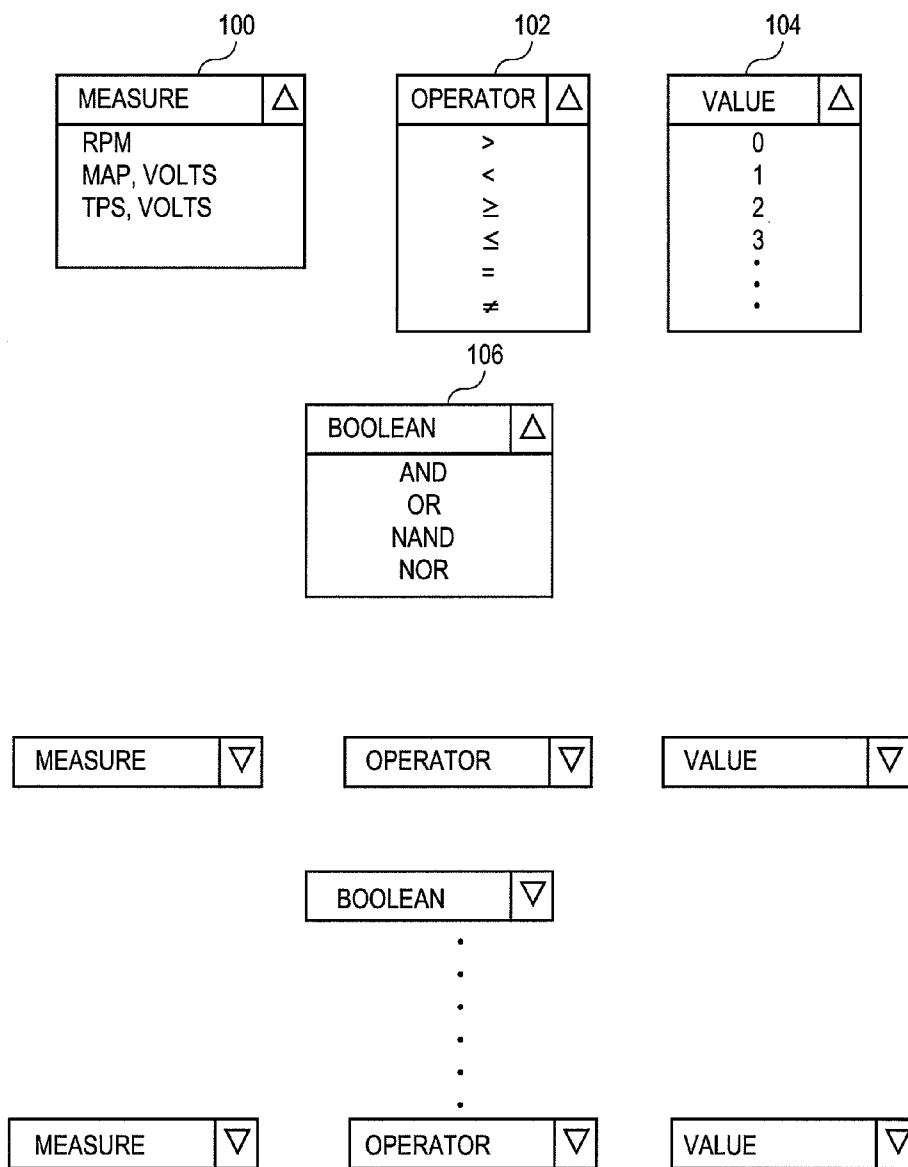 100
102
104
MEASURE
OPERATOR
VALUE
RPM
MAP, VOLTS
TPS, VOLTS
>
<
≥
≤
=
≠
0
1
2
3
106
BOOLEAN
AND
OR
NAND
NOR
MEASURE
OPERATOR
VALUE
BOOLEAN
MEASURE
OPERATOR
VALUE